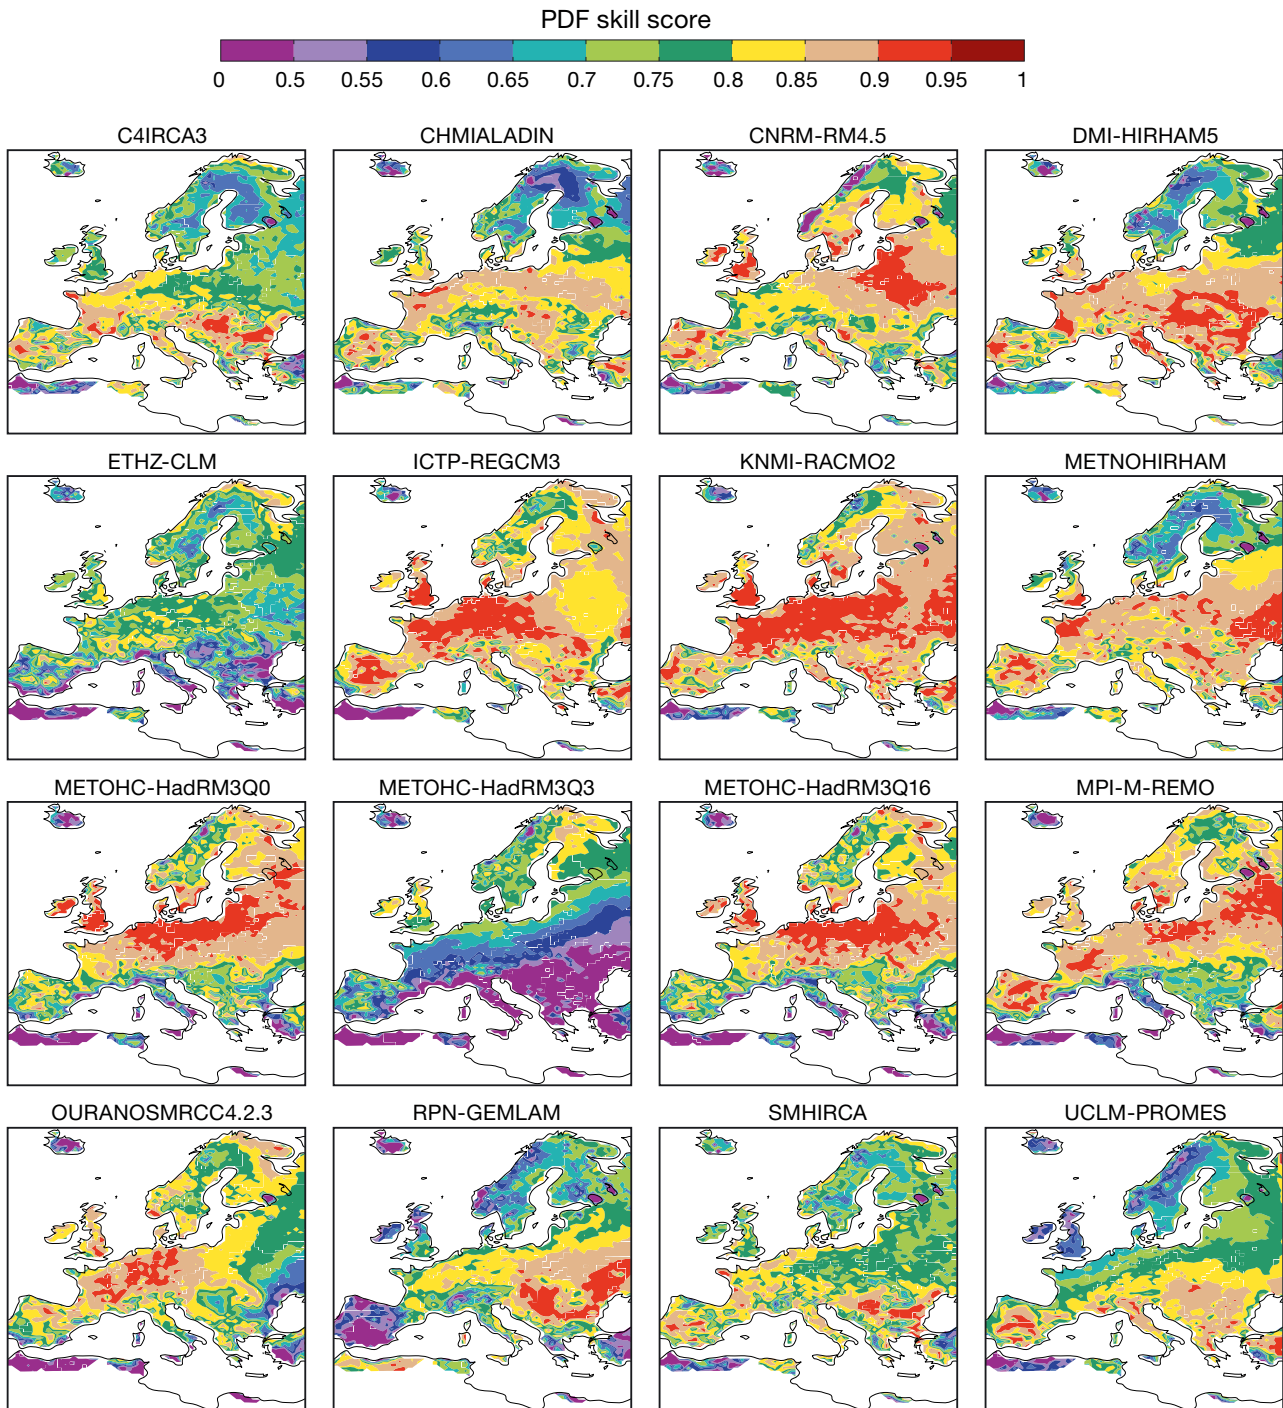 PDF skill score
0 0.5 0.55 0.6 0.65 0.7 0.75 0.8 0.85 0.9 0.95 1
C4IRCA3 CHMIALADIN CNRM-RM4.5 DMI-HIRHAM5
ETHZ-CLM ICTP-REGCM3 KNMI-RACMO2 METNOHIRHAM
METOHC-HadRM3Q0 METOHC-HadRM3Q3 METOHC-HadRM3Q16 MPI-M-REMO
OURANOSMRCC4.2.3 RPN-GEMLAM SMHIRCA UCLM-PROMES